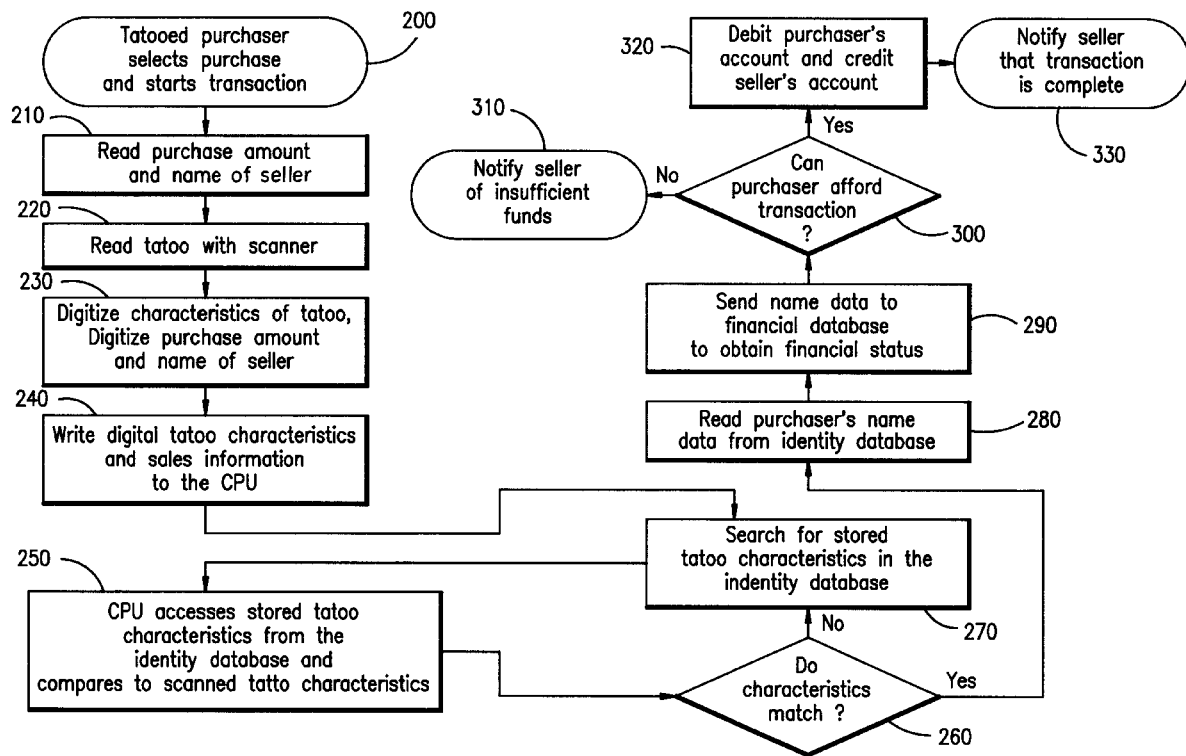 200
Tatooed purchaser
selects purchase
and starts transaction
210
Read purchase amount
and name of seller
220
Read tatoo with scanner
230
Digitize characteristics of tatoo,
Digitize purchase amount
and name of seller
240
Write digital tatoo characteristics
and sales information
to the CPU
250
CPU accesses stored tatoo
characteristics from the
identity database and
compares to scanned tatto characteristics
Do
characteristics
match ?
260
No
Yes
Search for stored
tatoo characteristics in the
indentity database
270
Read purchaser's name
data from identity database
280
Send name data to
financial database
to obtain financial status
290
Can
purchaser afford
transaction
?
300
No
Yes
310
Notify seller
of insufficient
funds
320
Debit purchaser's
account and credit
seller's account
Notify seller
that transaction
is complete
330